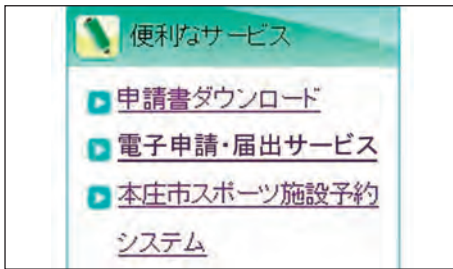 便利なサービス
申請書ダウンロード
電子申請・届出サービス
本庄市スポーツ施設予約
システム